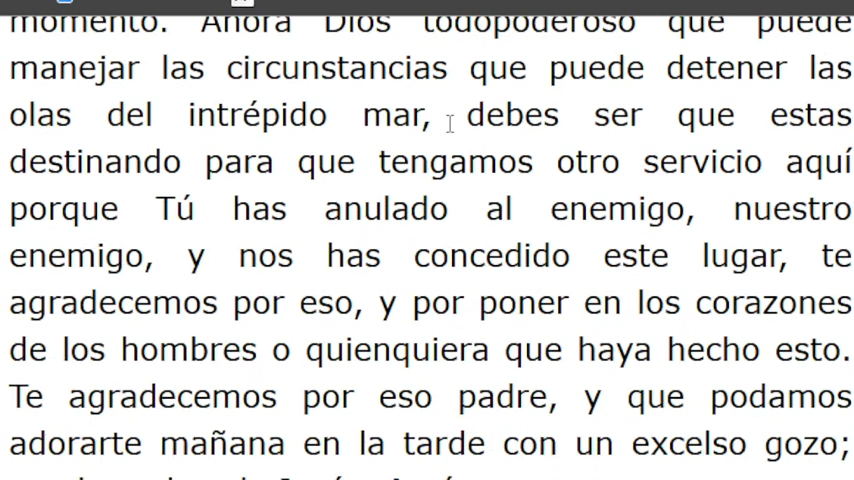 momento. Ahora Dios todopoderoso que puede
manejar las circunstancias que puede detener las
olas del intrépido mar, debes ser que estas
destinando para que tengamos otro servicio aquí
porque Tú has anulado al enemigo, nuestro
enemigo, y nos has concedido este lugar, te
agradecemos por eso, y por poner en los corazones
de los hombres o quienquiera que haya hecho esto.
Te agradecemos por eso padre, y que podamos
adorarte mañana en la tarde con un excelso gozo;